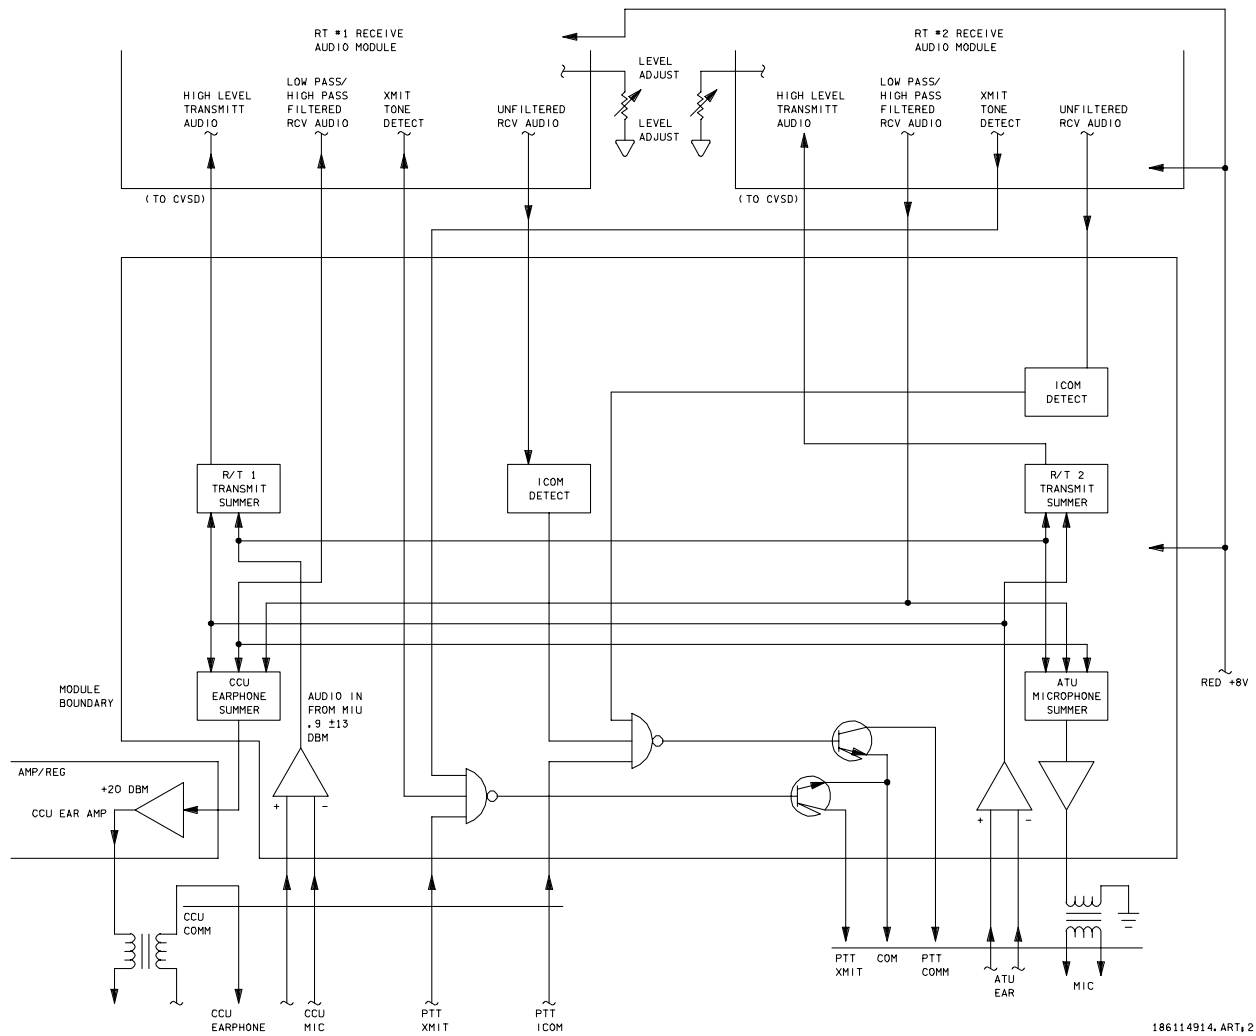 RT #1 RECEIVE
AUDIO MODULE
RT #2 RECEIVE
AUDIO MODULE
HIGH LEVEL
TRANSMITT
AUDIO
LOW PASS/
HIGH PASS
FILTERED
RCV AUDIO
XMIT
TONE
DETECT
UNFILTERED
RCV AUDIO
LEVEL
ADJUST
LEVEL
ADJUST
HIGH LEVEL
TRANSMITT
AUDIO
LOW PASS/
HIGH PASS
FILTERED
RCV AUDIO
XMIT
TONE
DETECT
UNFILTERED
RCV AUDIO
(TO CVSD)
(TO CVSD)
ICOM
DETECT
R/T 1
TRANSMIT
SUMMER
ICOM
DETECT
R/T 2
TRANSMIT
SUMMER
MODULE
BOUNDARY
CCU
EARPHONE
SUMMER
AUDIO IN
FROM MIU
.9 ±13
DBM
ATU
MICROPHONE
SUMMER
RED +8V
AMP/REG
+20 DBM
CCU EAR AMP
+ -
+ -
CCU
COMM
PTT
XMIT
COM
PTT
COMM
ATU
EAR
MIC
CCU
EARPHONE
CCU
MIC
PTT
XMIT
PTT
ICOM
186114914.ART;2